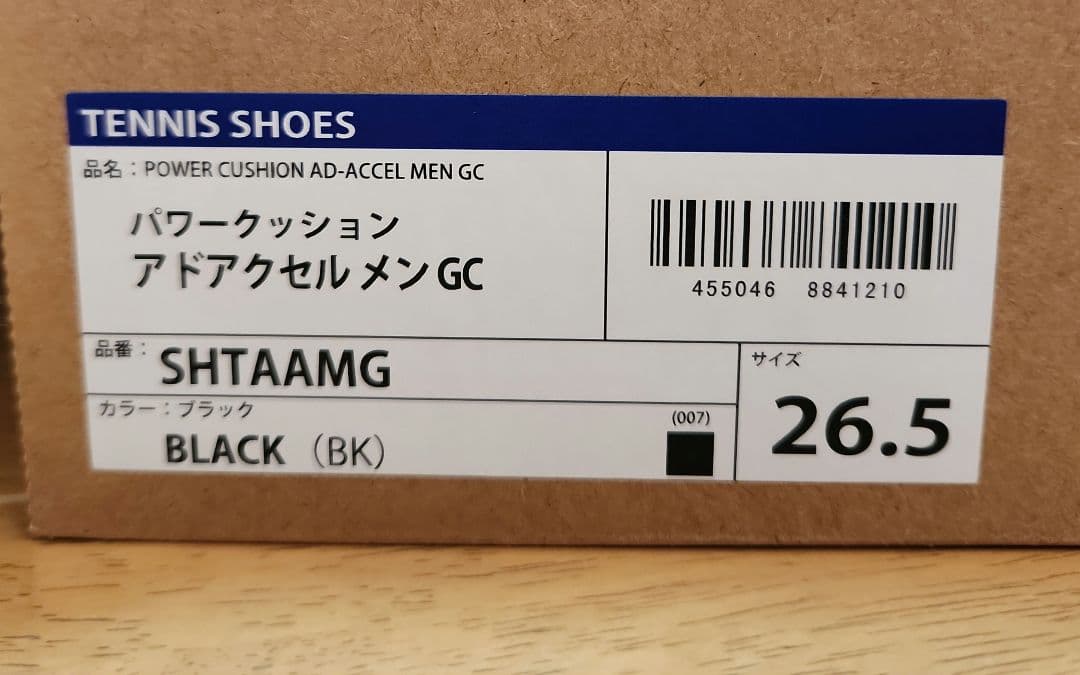 TENNIS SHOES
品名：POWER CUSHION AD-ACCEL MEN GC
パワークッション
アドアクセル メン GC
455046 8841210
品番：
SHTAAMG
カラー：ブラック
BLACK（BK）
(007)
サイズ
26.5